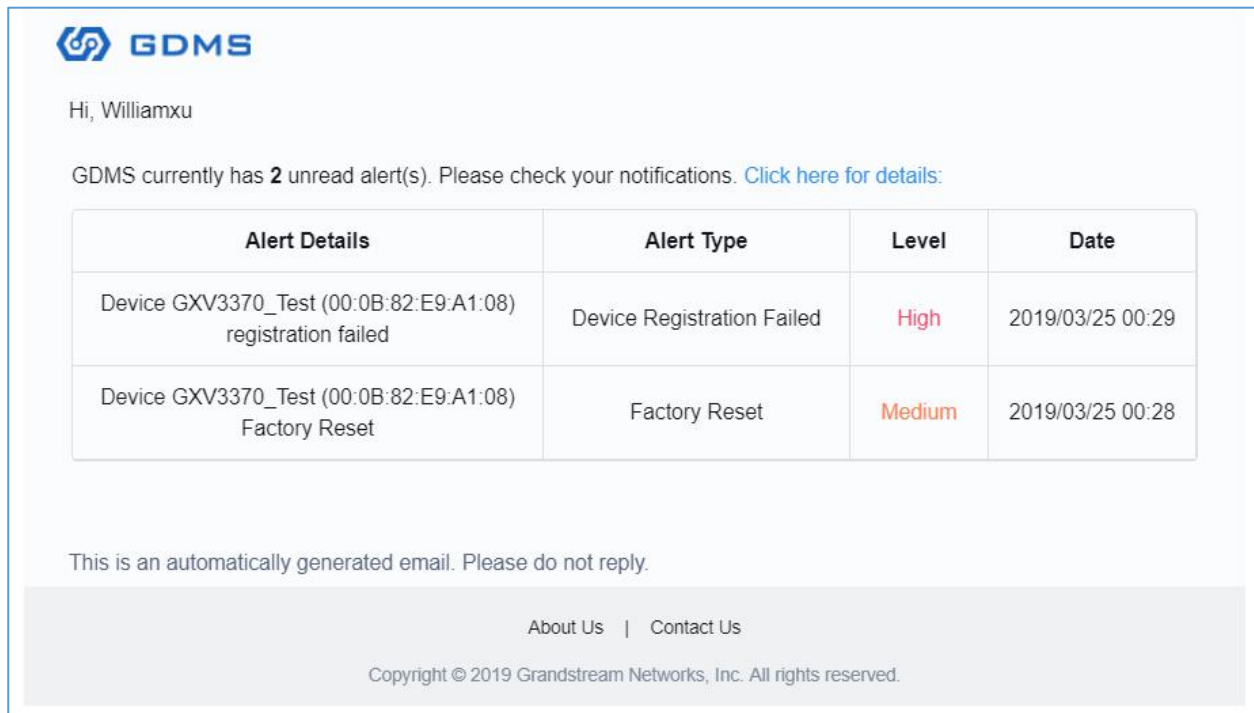 GDMS
Hi, Williamxu
GDMS currently has 2 unread alert(s). Please check your notifications. Click here for details:
Alert Details Alert Type Level Date
Device GXV3370_Test (00:0B:82:E9:A1:08)
registration failed
Device Registration Failed
High
2019/03/25 00:29
Device GXV3370_Test (00:0B:82:E9:A1:08)
Factory Reset
Factory Reset
Medium
2019/03/25 00:28
This is an automatically generated email. Please do not reply.
About Us | Contact Us
Copyright © 2019 Grandstream Networks, Inc. All rights reserved.